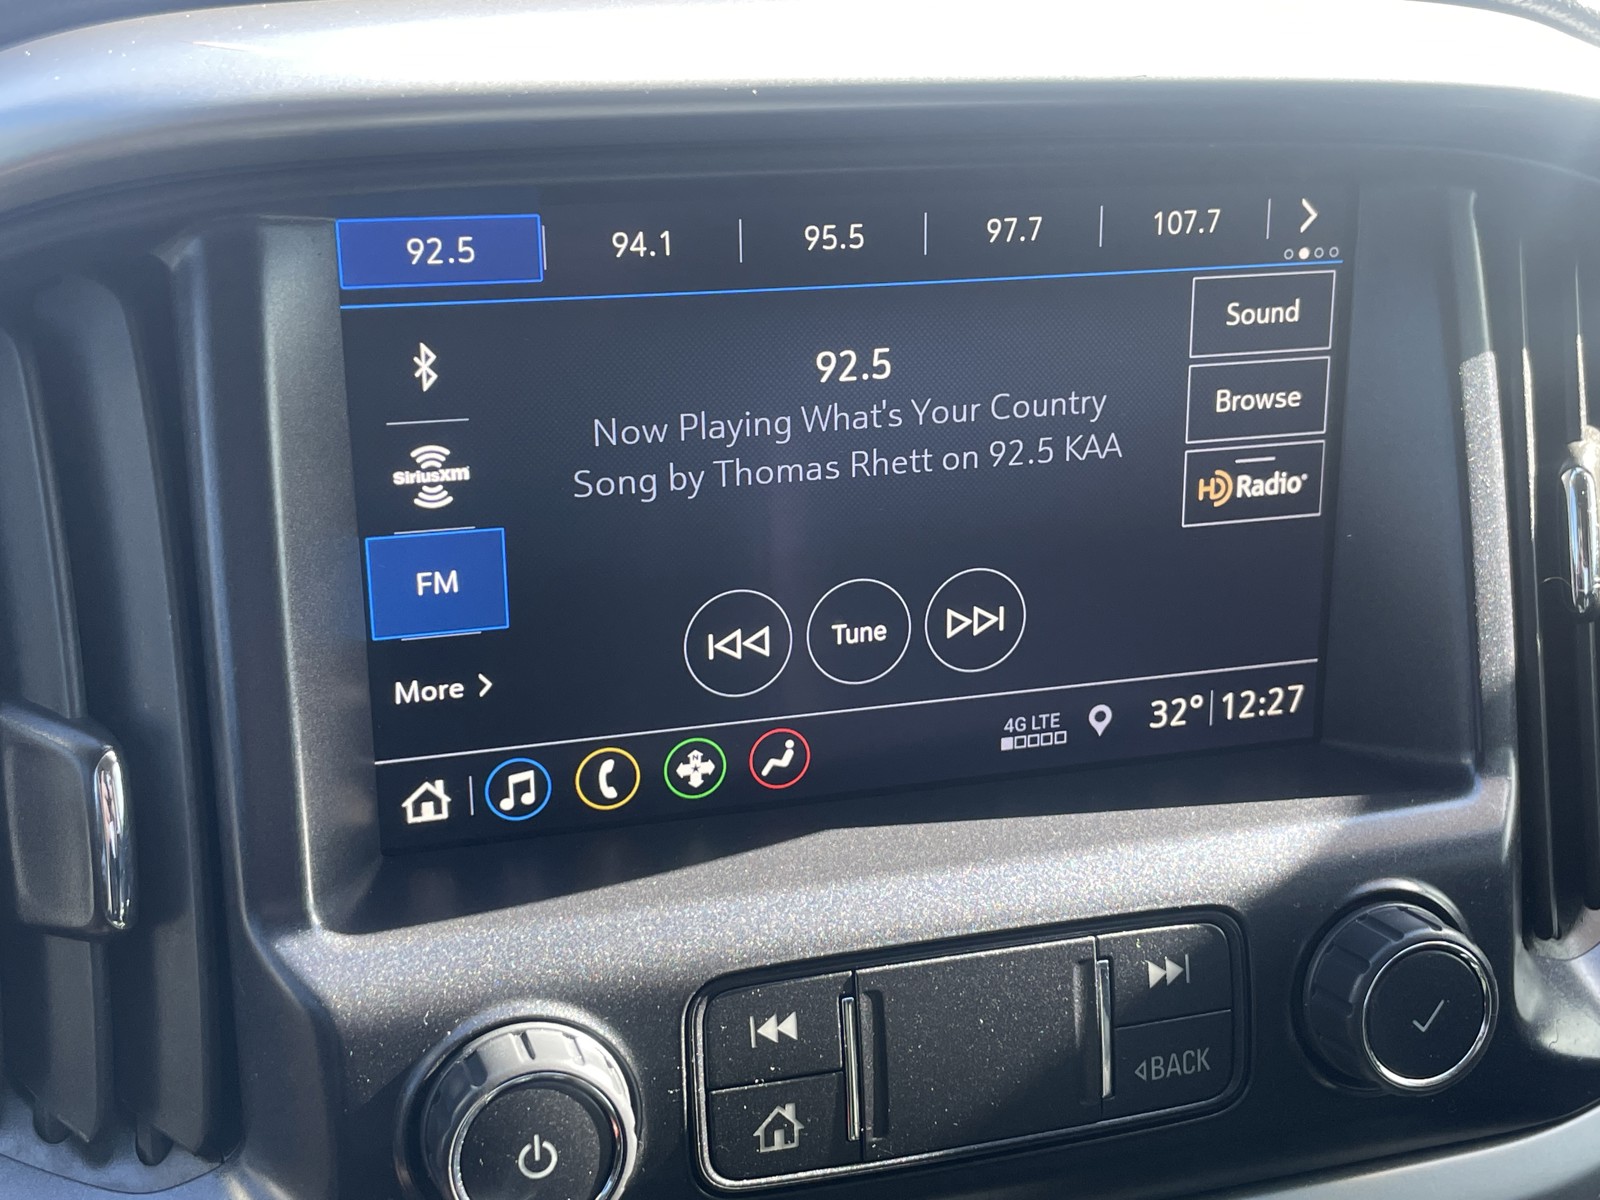 92.5 94.1 95.5 97.7 107.7
Sound
92.5
Now Playing What's Your Country
Song by Thomas Rhett on 92.5 KAA
Browse
SiriusXM
HD Radio
FM
Tune
More
4G LTE
32° 12:27
N
BACK